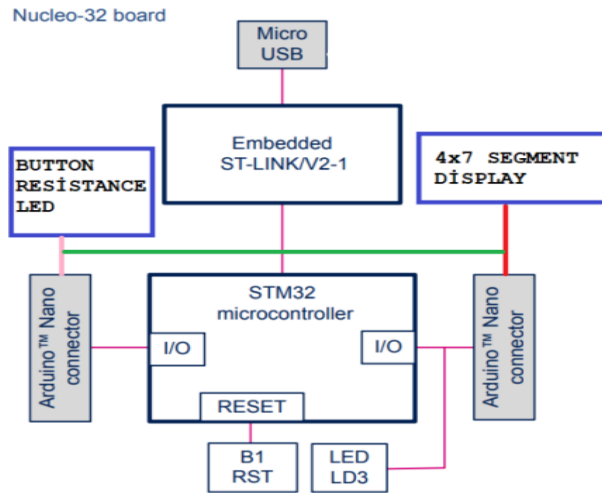 Nucleo-32 board
Micro
USB
Embedded
ST-LINK/V2-1
BUTTON
RESİSTANCE
LED
4x7 SEGMENT
DİSPLAY
Arduino™ Nano
connector
STM32
microcontroller
I/O
I/O
RESET
Arduino™ Nano
connector
B1
RST
LED
LD3